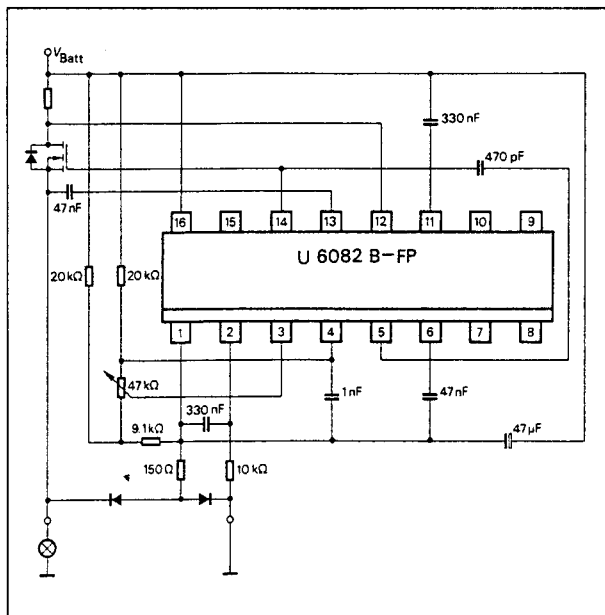 VBatt
330 nF
470 pF
47 nF
16 15 14 13 12 11 10 9
U 6082 B-FP
20 kΩ
20 kΩ
1 2 3 4 5 6 7 8
47 kΩ
330 nF
1 nF
47 nF
9.1 kΩ
47 µF
150 Ω
10 kΩ